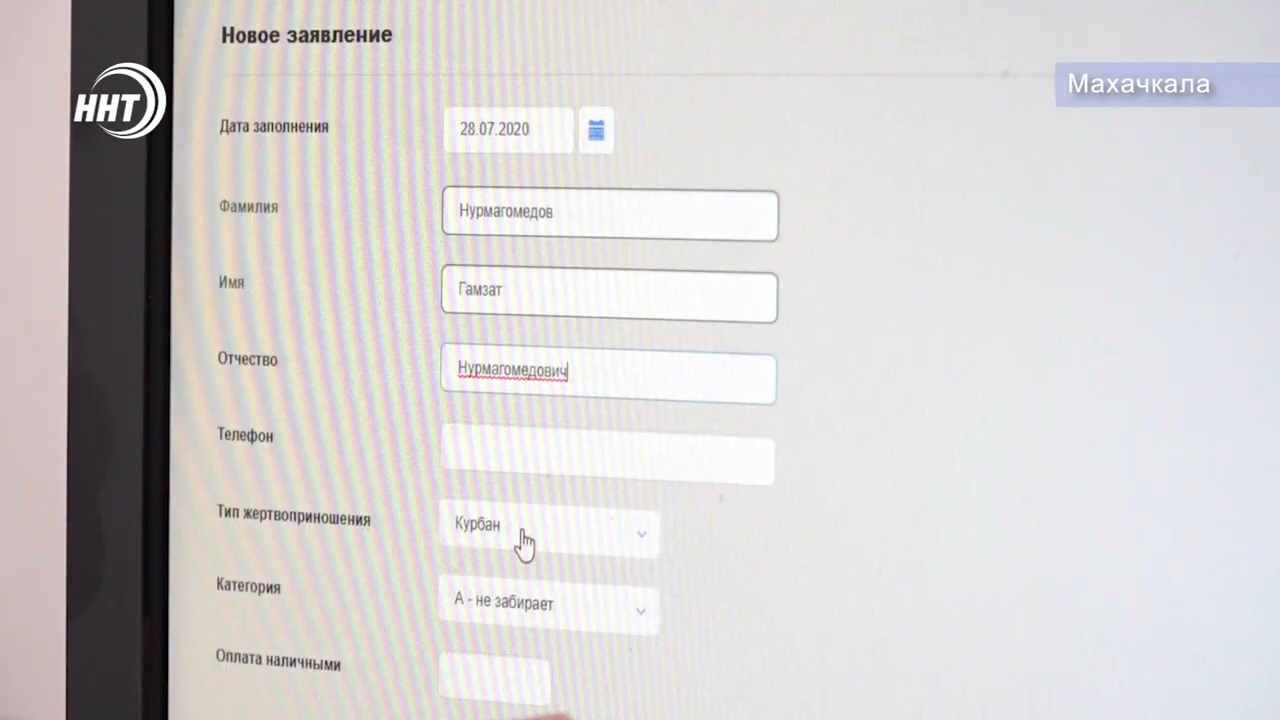 Новое заявление
ННТ
Махачкала
Дата заполнения 28.07.2020
Фамилия Нурмагомедов
Имя Гамзат
Отчество Нурмагомедович
Телефон
Тип жертвоприношения Курбан
Категория А - не забирает
Оплата наличными